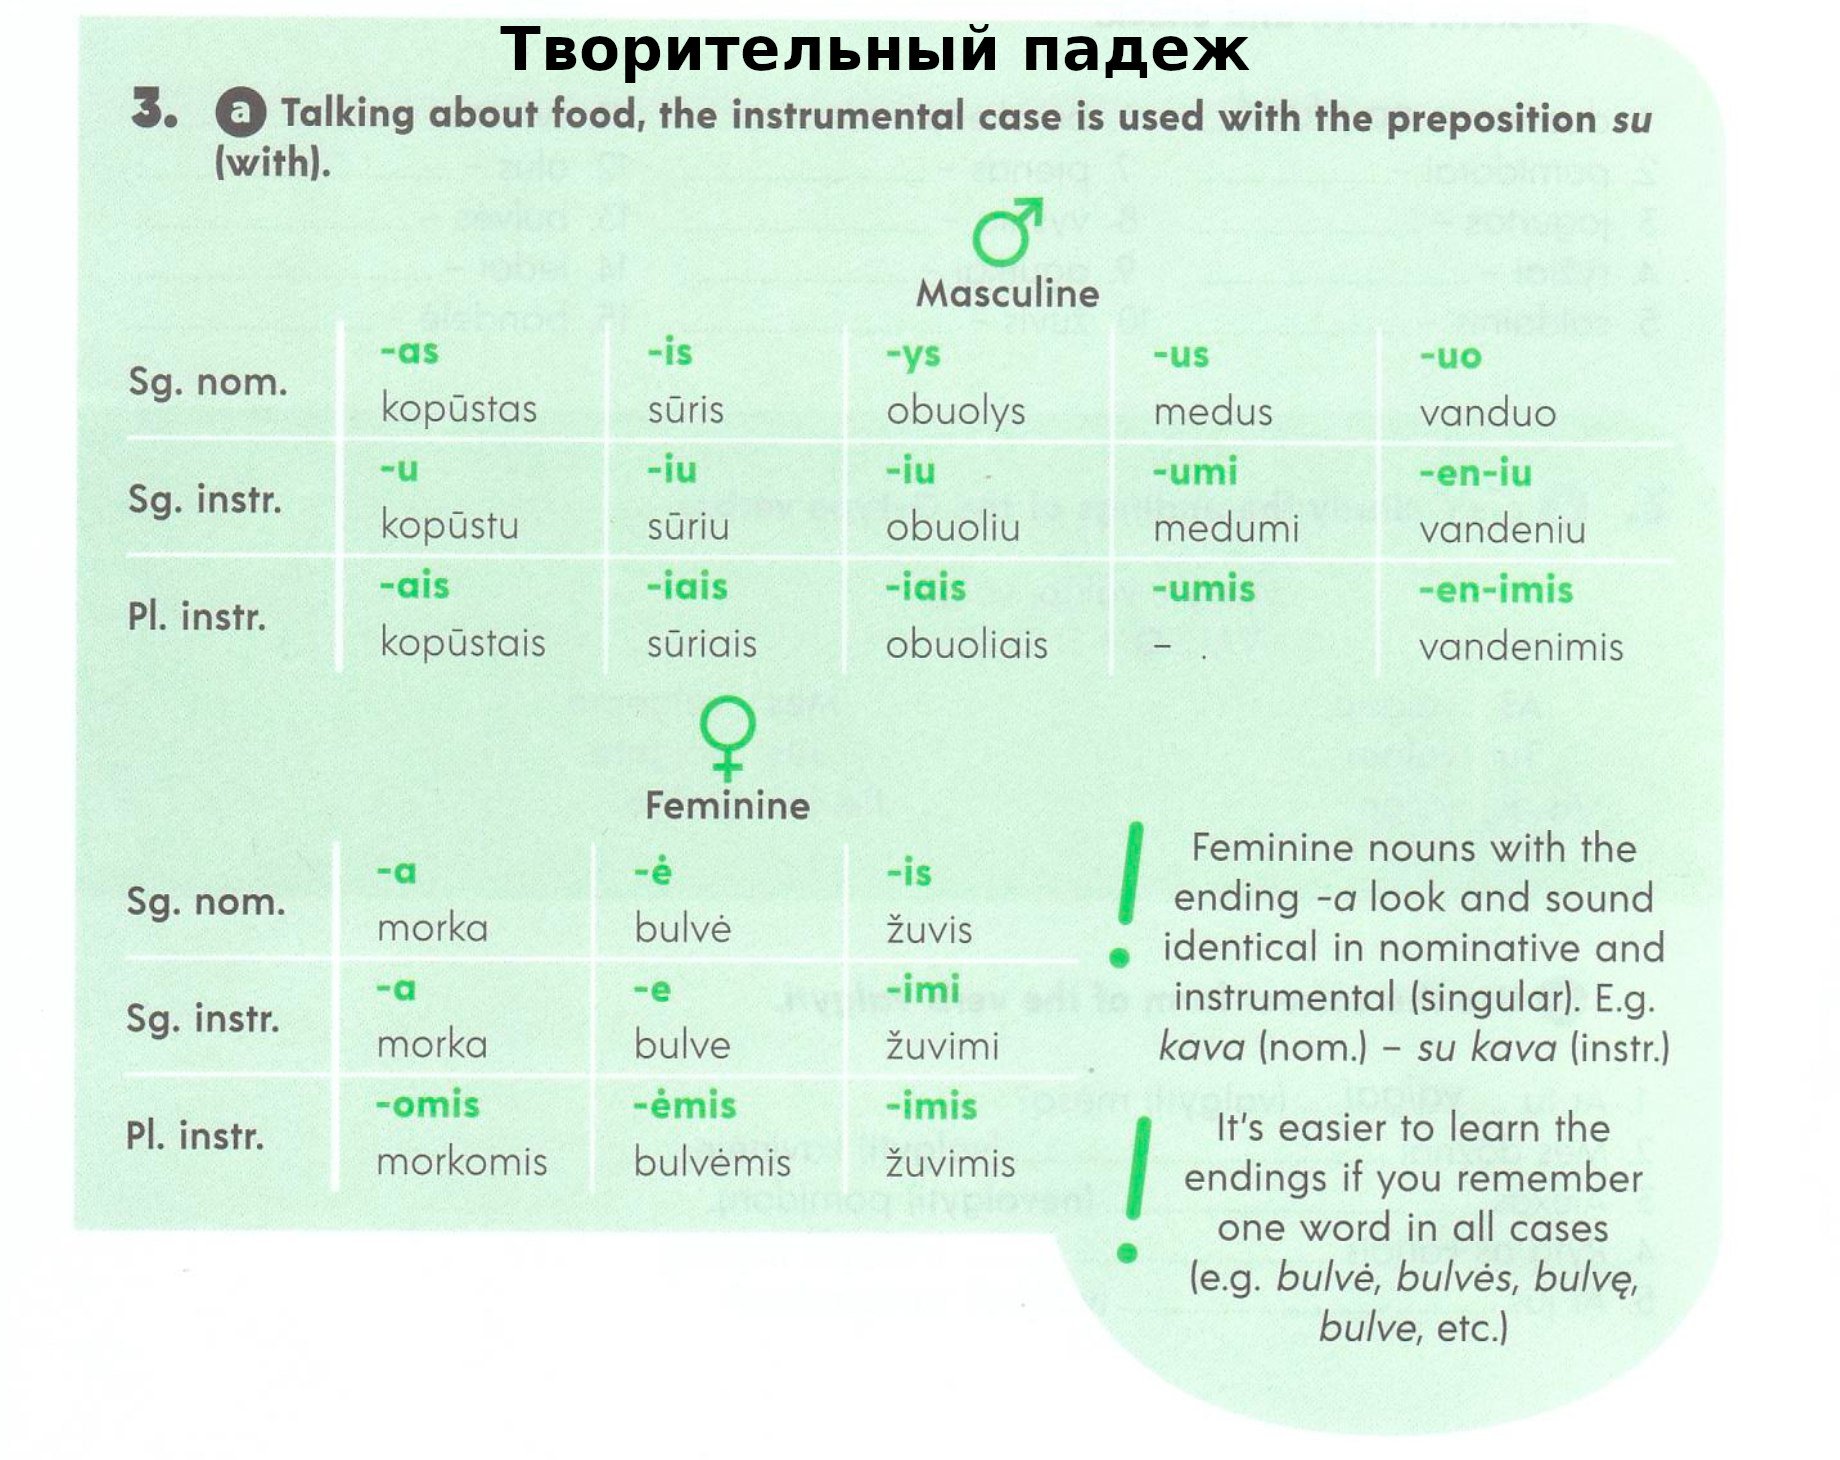 Творительный падеж
3. a Talking about food, the instrumental case is used with the preposition su
(with).
Masculine
-as -is -ys -us -uo
Sg. nom. kopūstas sūris obuolys medus vanduo
-u -iu -iu -umi -en-iu
Sg. instr. kopūstu sūriu obuoliu medumi vandeniu
-ais -iais -iais -umis -en-imis
Pl. instr. kopūstais sūriais obuoliais – vandenimis
Feminine
-a -ė -is
Sg. nom. morka bulvė žuvis
-a -e -imi
Sg. instr. morka bulve žuvimi
-omis -ėmis -imis
Pl. instr. morkomis bulvėmis žuvimis
! Feminine nouns with the
ending -a look and sound
identical in nominative and
instrumental (singular). E.g.
kava (nom.) – su kava (instr.)
! It's easier to learn the
endings if you remember
one word in all cases
(e.g. bulvė, bulvės, bulvę,
bulve, etc.)